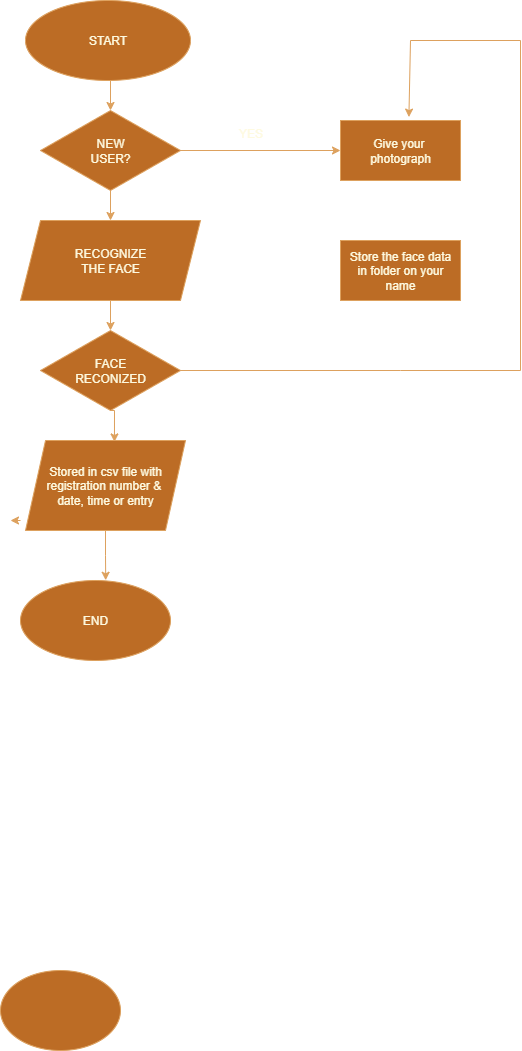 START
NEW
USER?
YES
Give your
photograph
RECOGNIZE
THE FACE
Store the face data
in folder on your
name
FACE
RECONIZED
Stored in csv file with
registration number &
date, time or entry
END